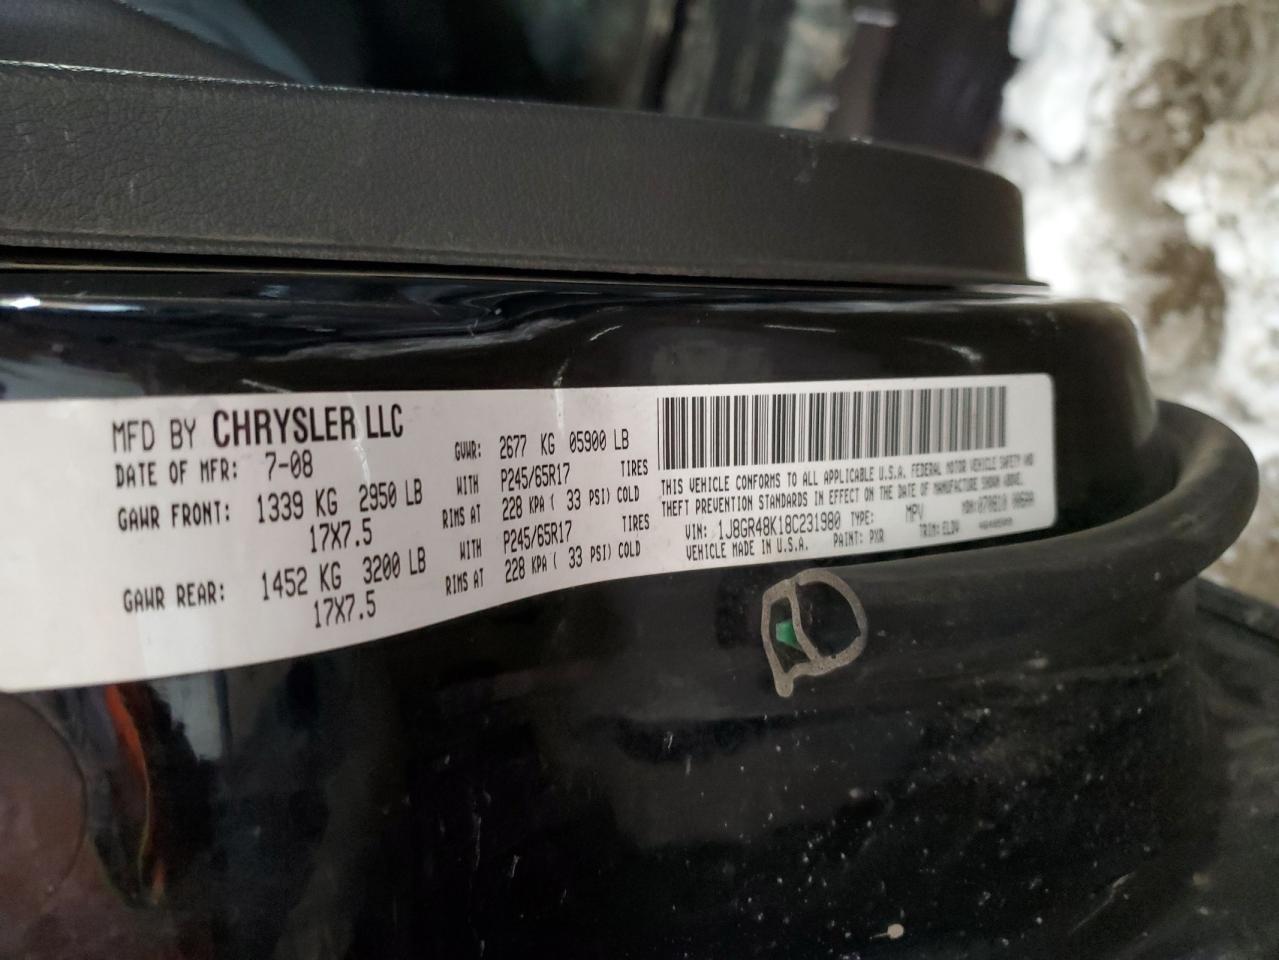 MFD BY CHRYSLER LLC
DATE OF MFR: 7-08
GVWR: 2677 KG 05900 LB
GAWR FRONT: 1339 KG 2950 LB WITH P245/65R17 TIRES
17X7.5 RIMS AT 228 KPA ( 33 PSI) COLD
GAWR REAR: 1452 KG 3200 LB WITH P245/65R17 TIRES
17X7.5 RIMS AT 228 KPA ( 33 PSI) COLD
THIS VEHICLE CONFORMS TO ALL APPLICABLE U.S.A. FEDERAL MOTOR VEHICLE SAFETY AND
THEFT PREVENTION STANDARDS IN EFFECT ON THE DATE OF MANUFACTURE SHOWN ABOVE.
VIN: 1J8GR48K18C231980 TYPE: MPV MDH:
VEHICLE MADE IN U.S.A. PAINT: PXR TRIM: